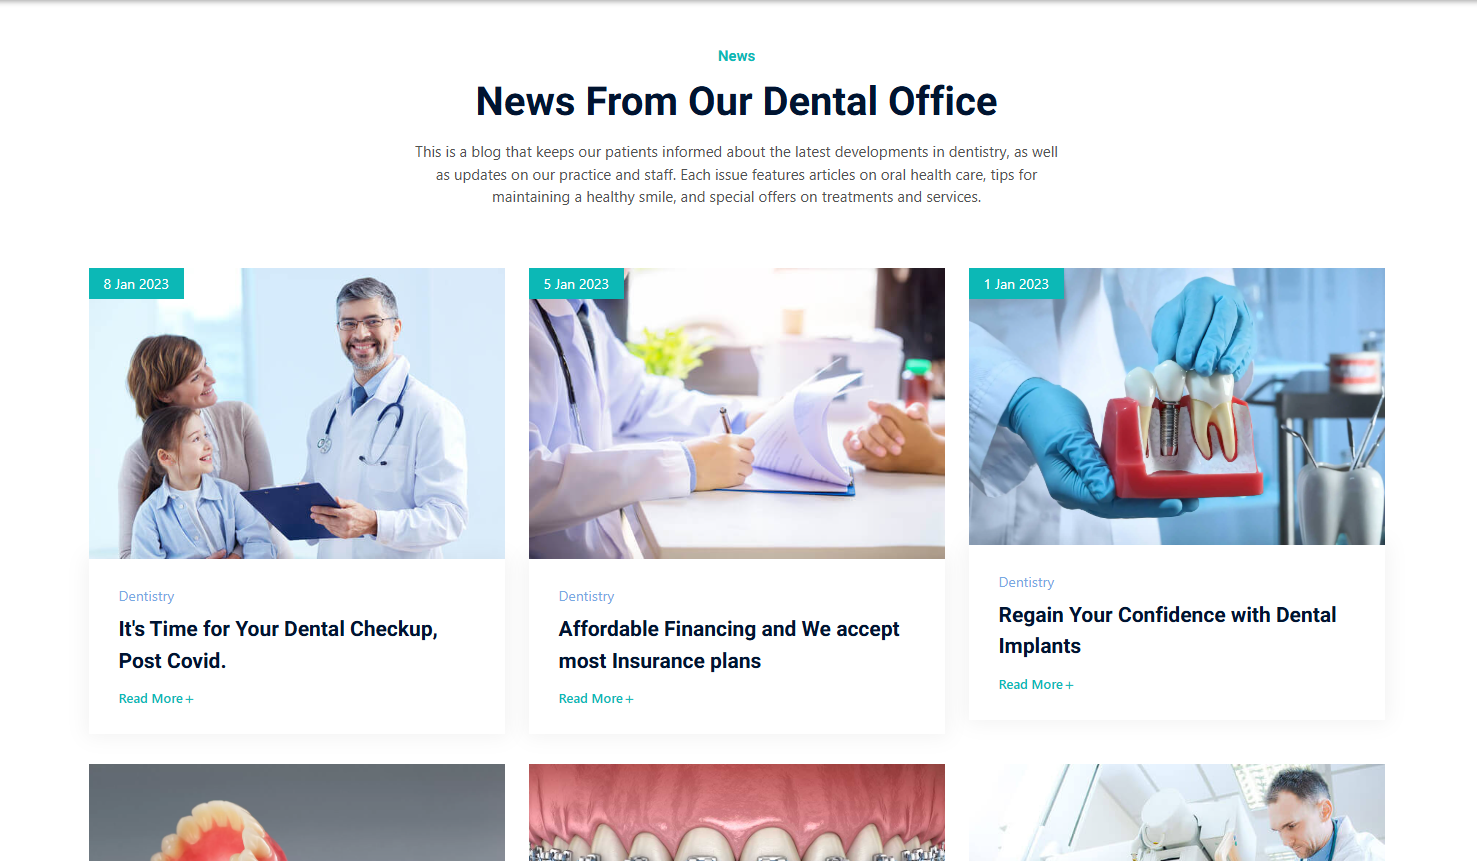 News
News From Our Dental Office
This is a blog that keeps our patients informed about the latest developments in dentistry, as well
as updates on our practice and staff. Each issue features articles on oral health care, tips for
maintaining a healthy smile, and special offers on treatments and services.
8 Jan 2023
Dentistry
It's Time for Your Dental Checkup,
Post Covid.
Read More+
5 Jan 2023
Dentistry
Affordable Financing and We accept
most Insurance plans
Read More+
1 Jan 2023
Dentistry
Regain Your Confidence with Dental
Implants
Read More+